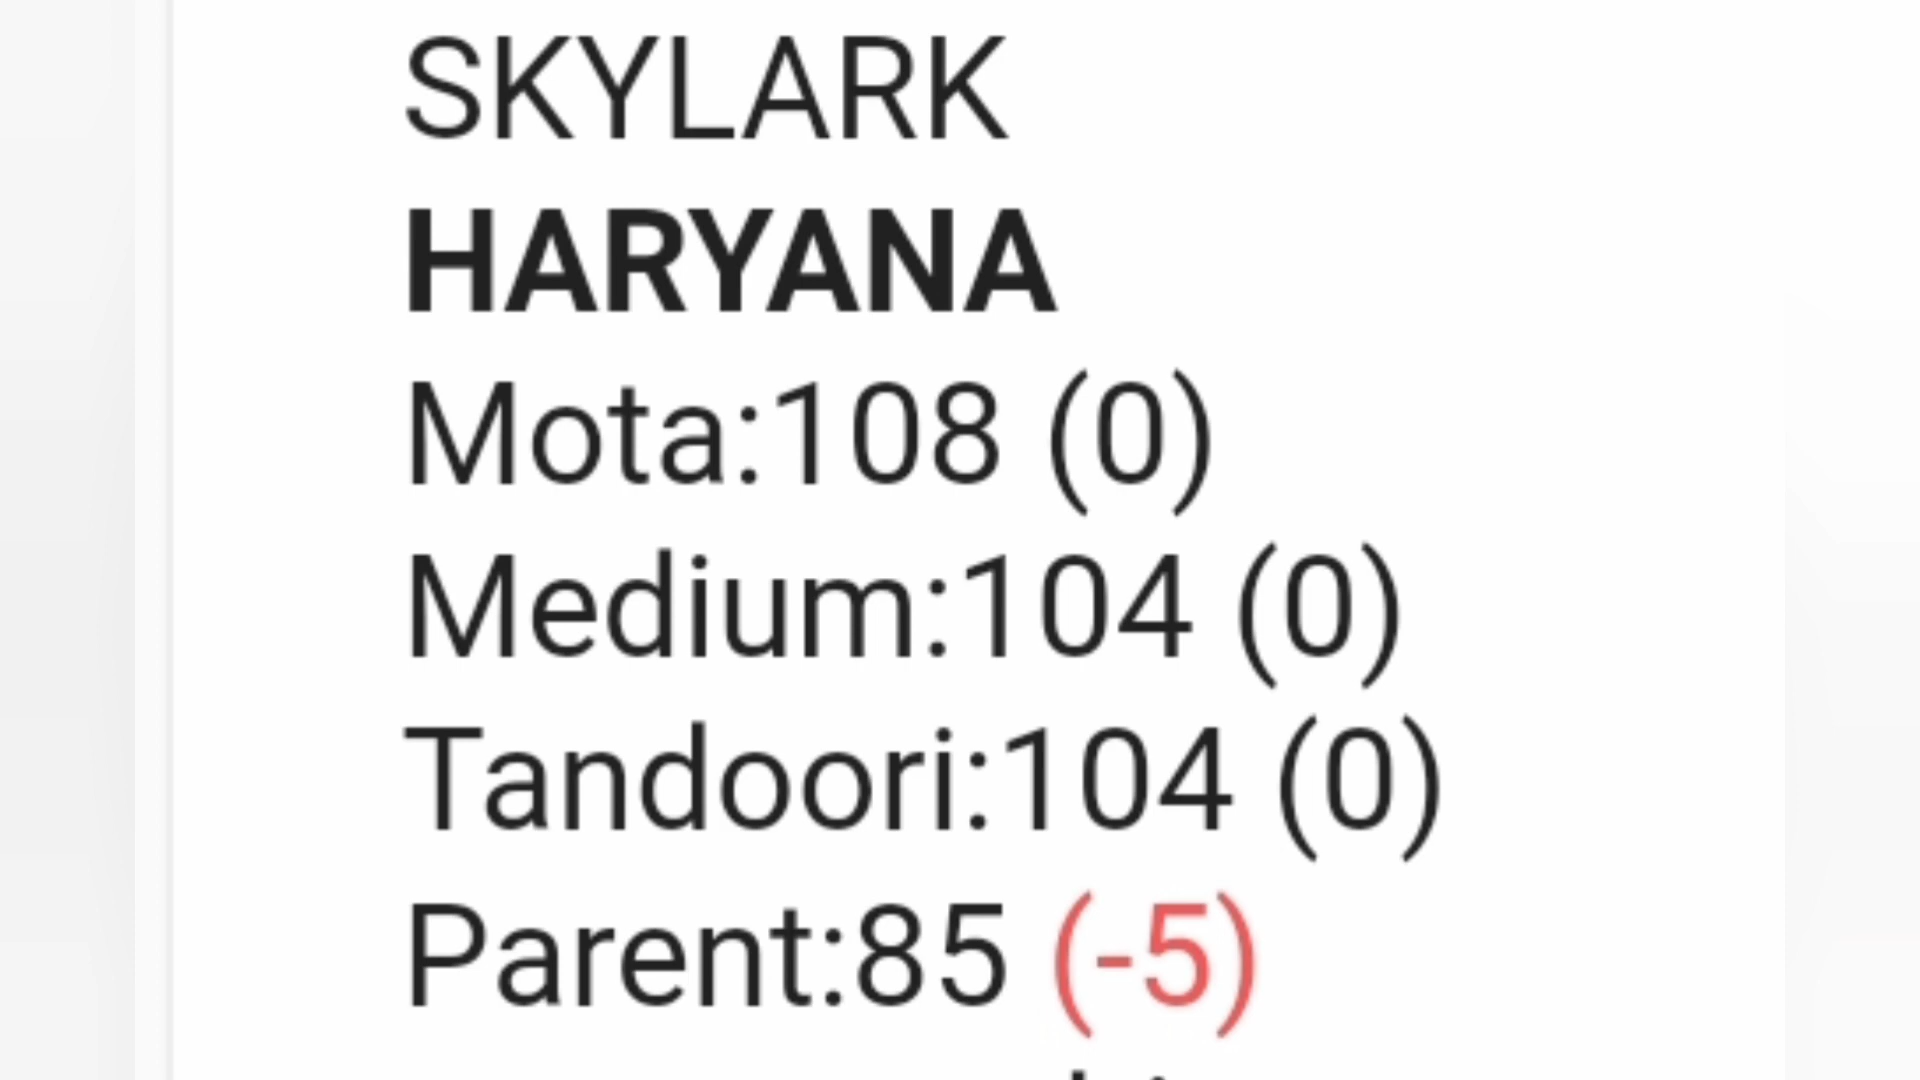 SKYLARK
HARYANA
Mota:108 (0)
Medium:104 (0)
Tandoori:104 (0)
Parent:85 (-5)